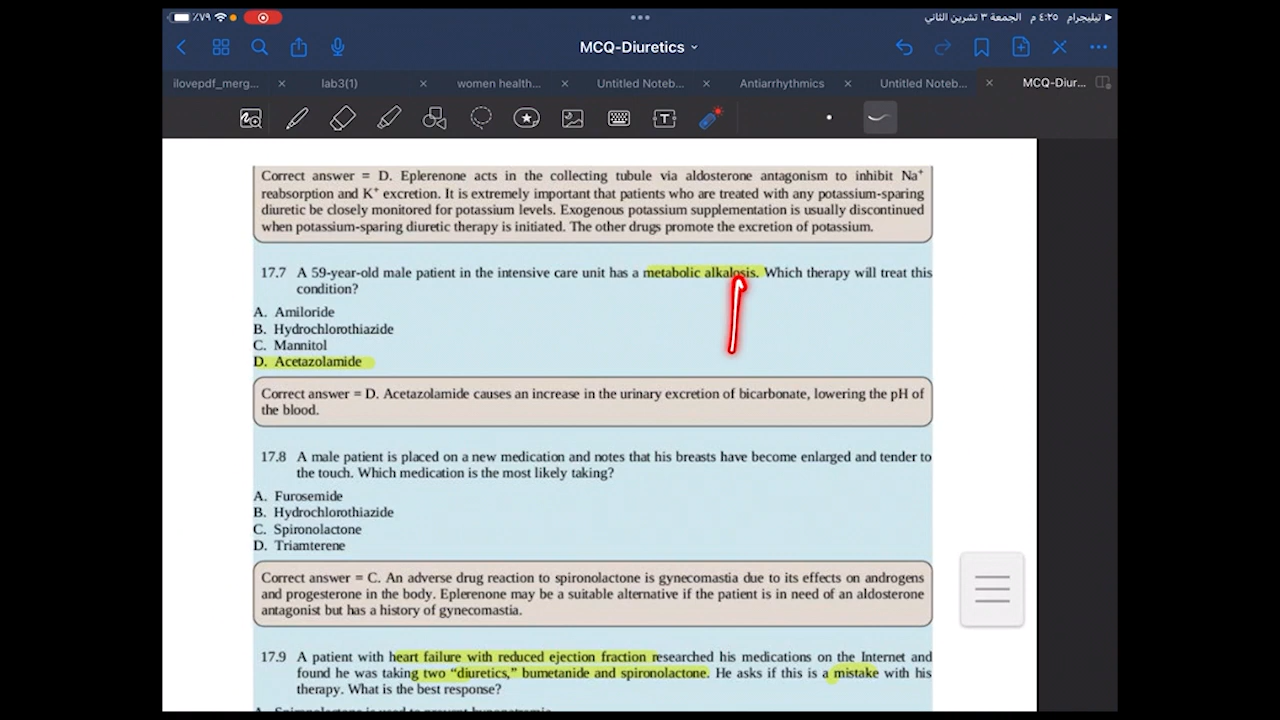 ٪٧٩
تيليجرام ٤:٢٥ م الجمعة ٣ تشرين الثاني
MCQ-Diuretics
ilovepdf_merg... lab3(1) women health... Untitled Noteb... Antiarrhythmics Untitled Noteb... MCQ-Diur...
Correct answer = D. Eplerenone acts in the collecting tubule via aldosterone antagonism to inhibit Na⁺
reabsorption and K⁺ excretion. It is extremely important that patients who are treated with any potassium-sparing
diuretic be closely monitored for potassium levels. Exogenous potassium supplementation is usually discontinued
when potassium-sparing diuretic therapy is initiated. The other drugs promote the excretion of potassium.
17.7 A 59-year-old male patient in the intensive care unit has a metabolic alkalosis. Which therapy will treat this
condition?
A. Amiloride
B. Hydrochlorothiazide
C. Mannitol
D. Acetazolamide
Correct answer = D. Acetazolamide causes an increase in the urinary excretion of bicarbonate, lowering the pH of
the blood.
17.8 A male patient is placed on a new medication and notes that his breasts have become enlarged and tender to
the touch. Which medication is the most likely taking?
A. Furosemide
B. Hydrochlorothiazide
C. Spironolactone
D. Triamterene
Correct answer = C. An adverse drug reaction to spironolactone is gynecomastia due to its effects on androgens
and progesterone in the body. Eplerenone may be a suitable alternative if the patient is in need of an aldosterone
antagonist but has a history of gynecomastia.
17.9 A patient with heart failure with reduced ejection fraction researched his medications on the Internet and
found he was taking two “diuretics,” bumetanide and spironolactone. He asks if this is a mistake with his
therapy. What is the best response?
A. Spironolactone is used to prevent hyponatremia